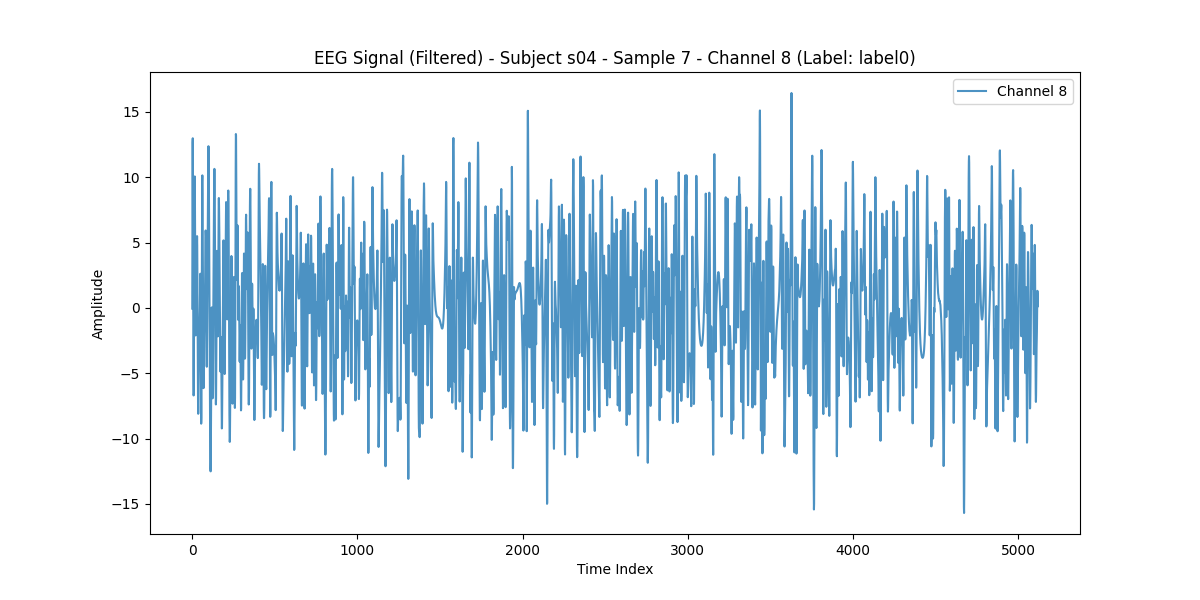 EEG Signal (Filtered) - Subject s04 - Sample 7 - Channel 8 (Label: label0)
Channel 8
15
10
5
0
−5
−10
−15
Amplitude
0 1000 2000 3000 4000 5000
Time Index